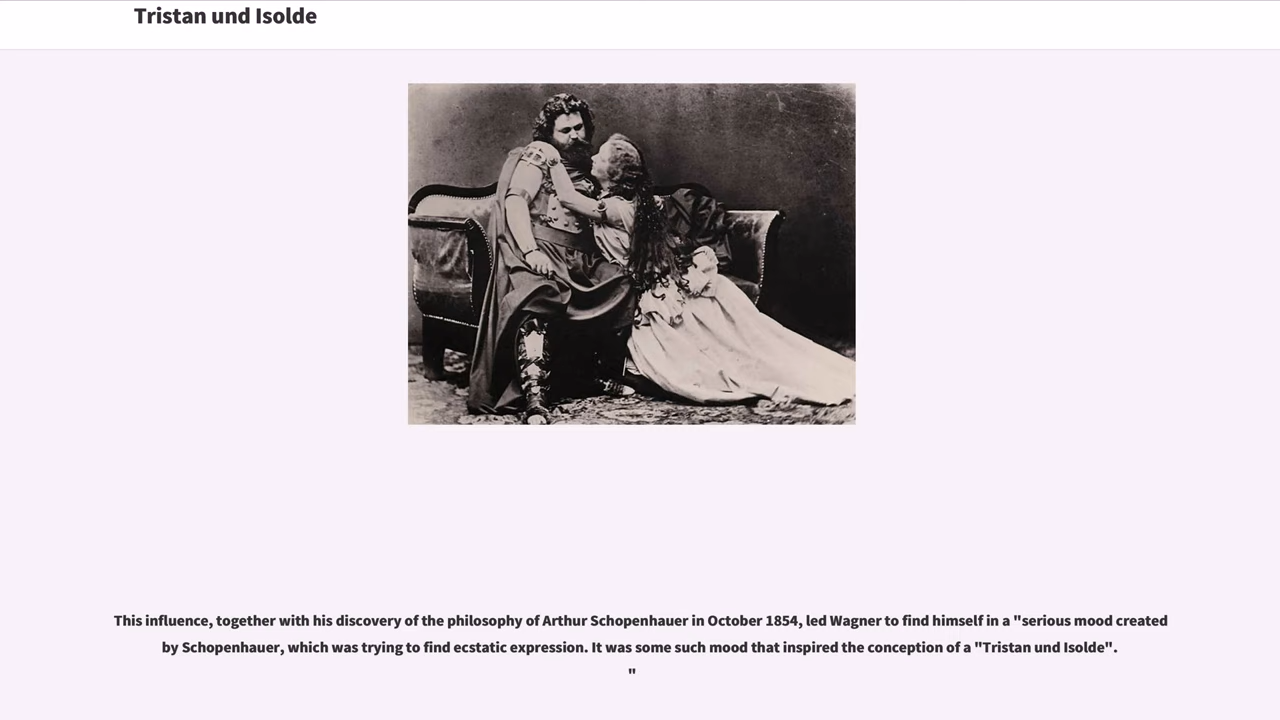 Tristan und Isolde
This influence, together with his discovery of the philosophy of Arthur Schopenhauer in October 1854, led Wagner to find himself in a "serious mood created
by Schopenhauer, which was trying to find ecstatic expression. It was some such mood that inspired the conception of a "Tristan und Isolde".
"